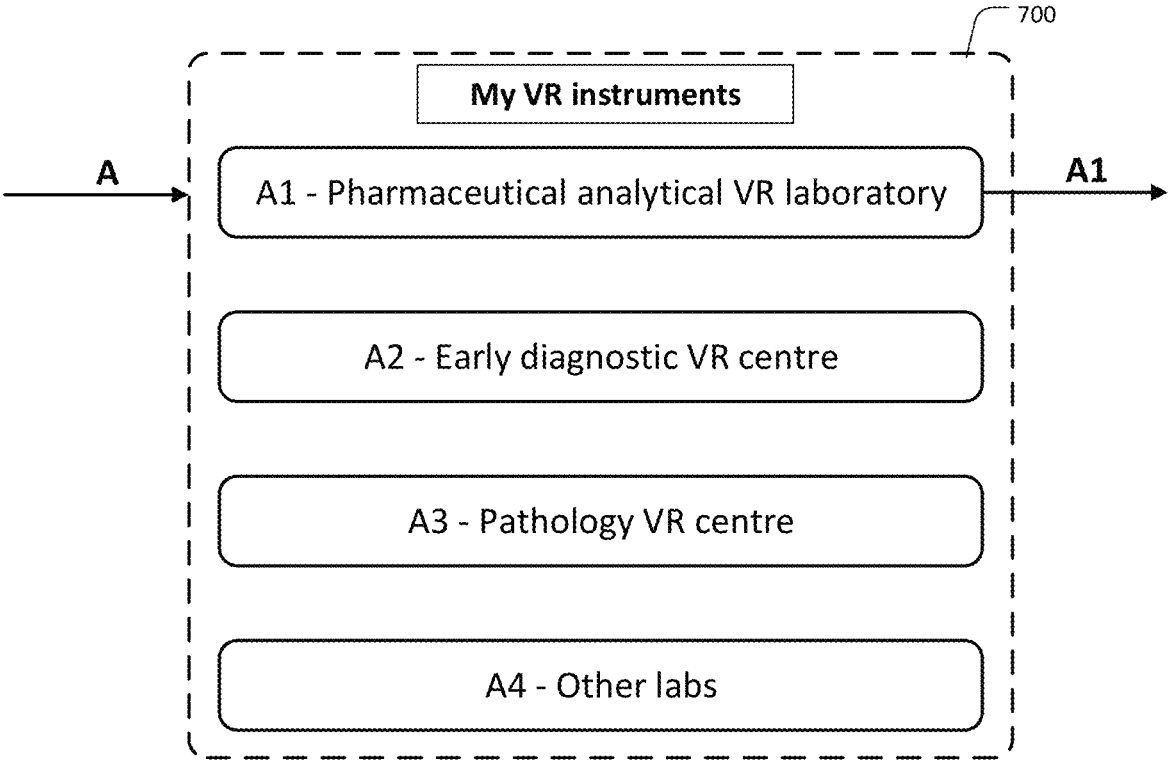 700
My VR instruments
A
A1 - Pharmaceutical analytical VR laboratory
A1
A2 - Early diagnostic VR centre
A3 - Pathology VR centre
A4 - Other labs